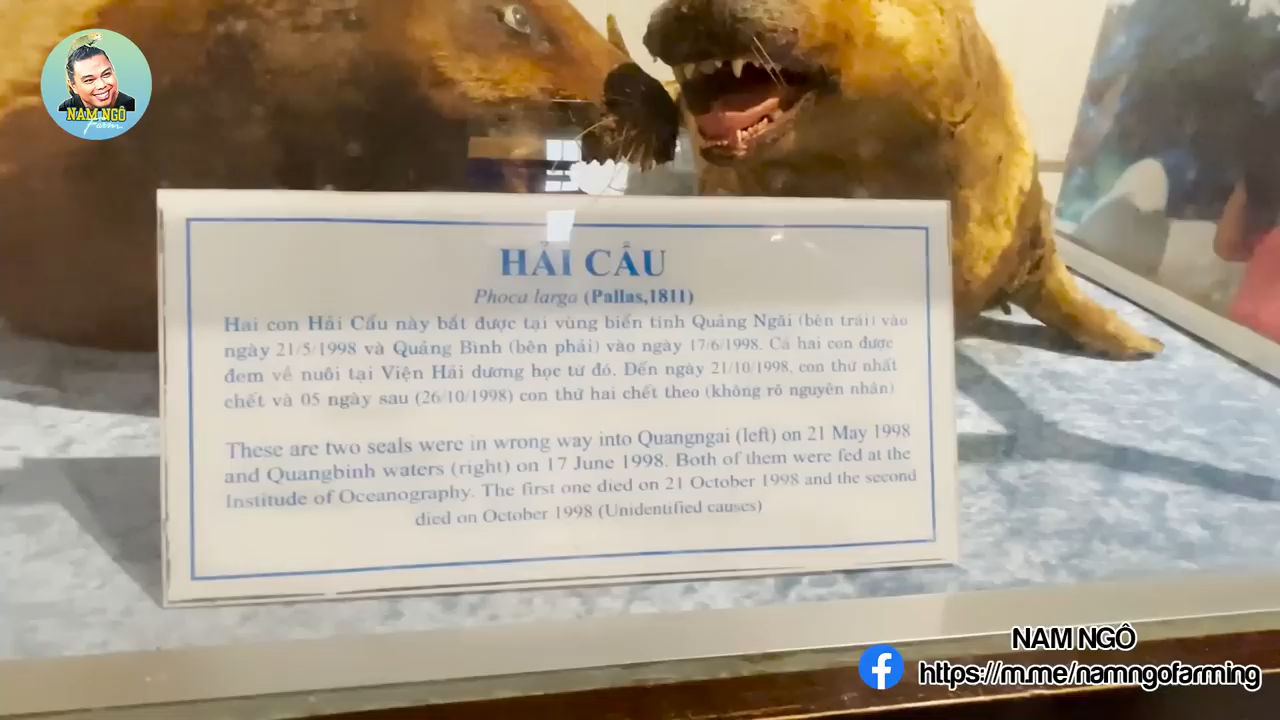 NAM NGÔ
Farm
HẢI CẨU
Phoca larga (Pallas,1811)
Hai con Hải Cẩu này bắt được tại vùng biển tỉnh Quảng Ngãi (bên trái) vào
ngày 21/5/1998 và Quảng Bình (bên phải) vào ngày 17/6/1998. Cả hai con được
đem về nuôi tại Viện Hải dương học từ đó. Đến ngày 21/10/1998, con thứ nhất
chết và 05 ngày sau (26/10/1998) con thứ hai chết theo (không rõ nguyên nhân)
These are two seals were in wrong way into Quangngai (left) on 21 May 1998
and Quangbinh waters (right) on 17 June 1998. Both of them were fed at the
Institude of Oceanography. The first one died on 21 October 1998 and the second
died on October 1998 (Unidentified causes)
NAM NGÔ
https://m.me/namngofarming